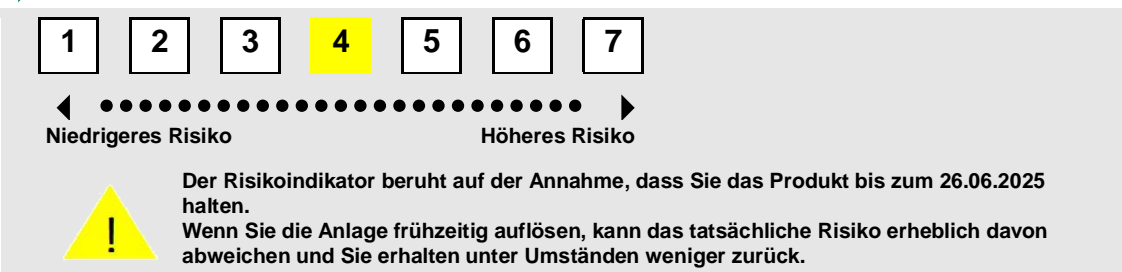 1 2 3 4 5 6 7
Niedrigeres Risiko Höheres Risiko
Der Risikoindikator beruht auf der Annahme, dass Sie das Produkt bis zum 26.06.2025
halten.
!
Wenn Sie die Anlage frühzeitig auflösen, kann das tatsächliche Risiko erheblich davon
abweichen und Sie erhalten unter Umständen weniger zurück.